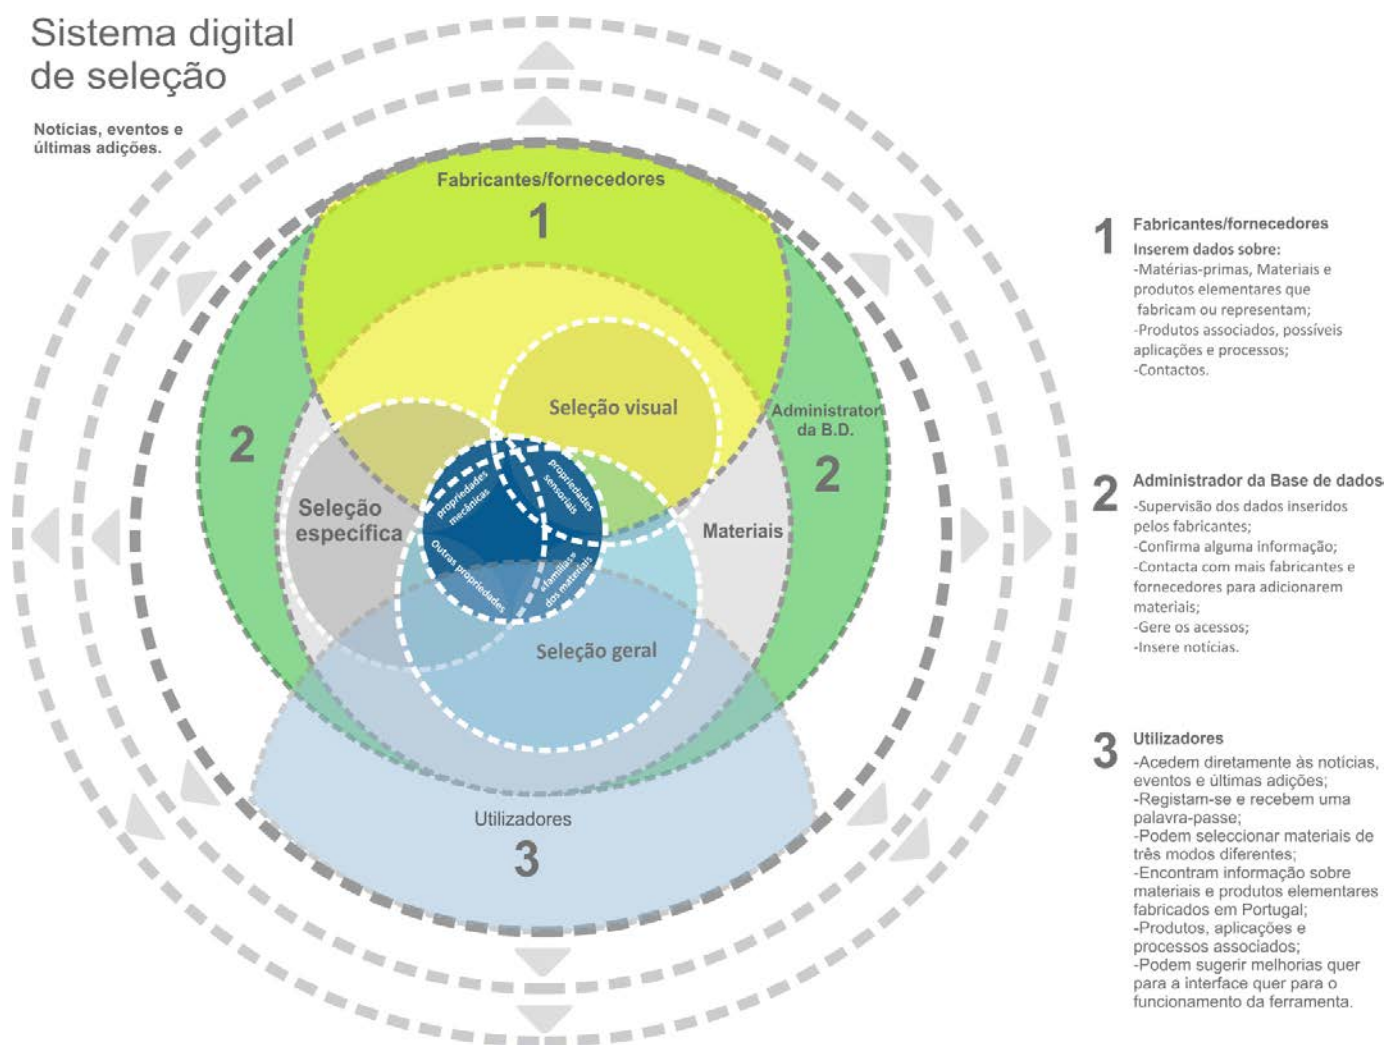 Sistema digital
de seleção
Notícias, eventos e
últimas adições.
Fabricantes/fornecedores
1
Seleção visual
Administrador
da B.D.
2
2
propriedades
mecânicas
propriedades
sensoriais
Seleção
específica
Materiais
Outras propriedades
«famílias»
dos materiais
Seleção geral
Utilizadores
3
1
Fabricantes/fornecedores
Inserem dados sobre:
-Matérias-primas, Materiais e
produtos elementares que
fabricam ou representam;
-Produtos associados, possíveis
aplicações e processos;
-Contactos.
2
Administrador da Base de dados
-Supervisão dos dados inseridos
pelos fabricantes;
-Confirma alguma informação;
-Contacta com mais fabricantes e
fornecedores para adicionarem
materiais;
-Gere os acessos;
-Insere notícias.
3
Utilizadores
-Acedem diretamente às notícias,
eventos e últimas adições;
-Registam-se e recebem uma
palavra-passe;
-Podem seleccionar materiais de
três modos diferentes;
-Encontram informação sobre
materiais e produtos elementares
fabricados em Portugal;
-Produtos, aplicações e
processos associados;
-Podem sugerir melhorias quer
para a interface quer para o
funcionamento da ferramenta.